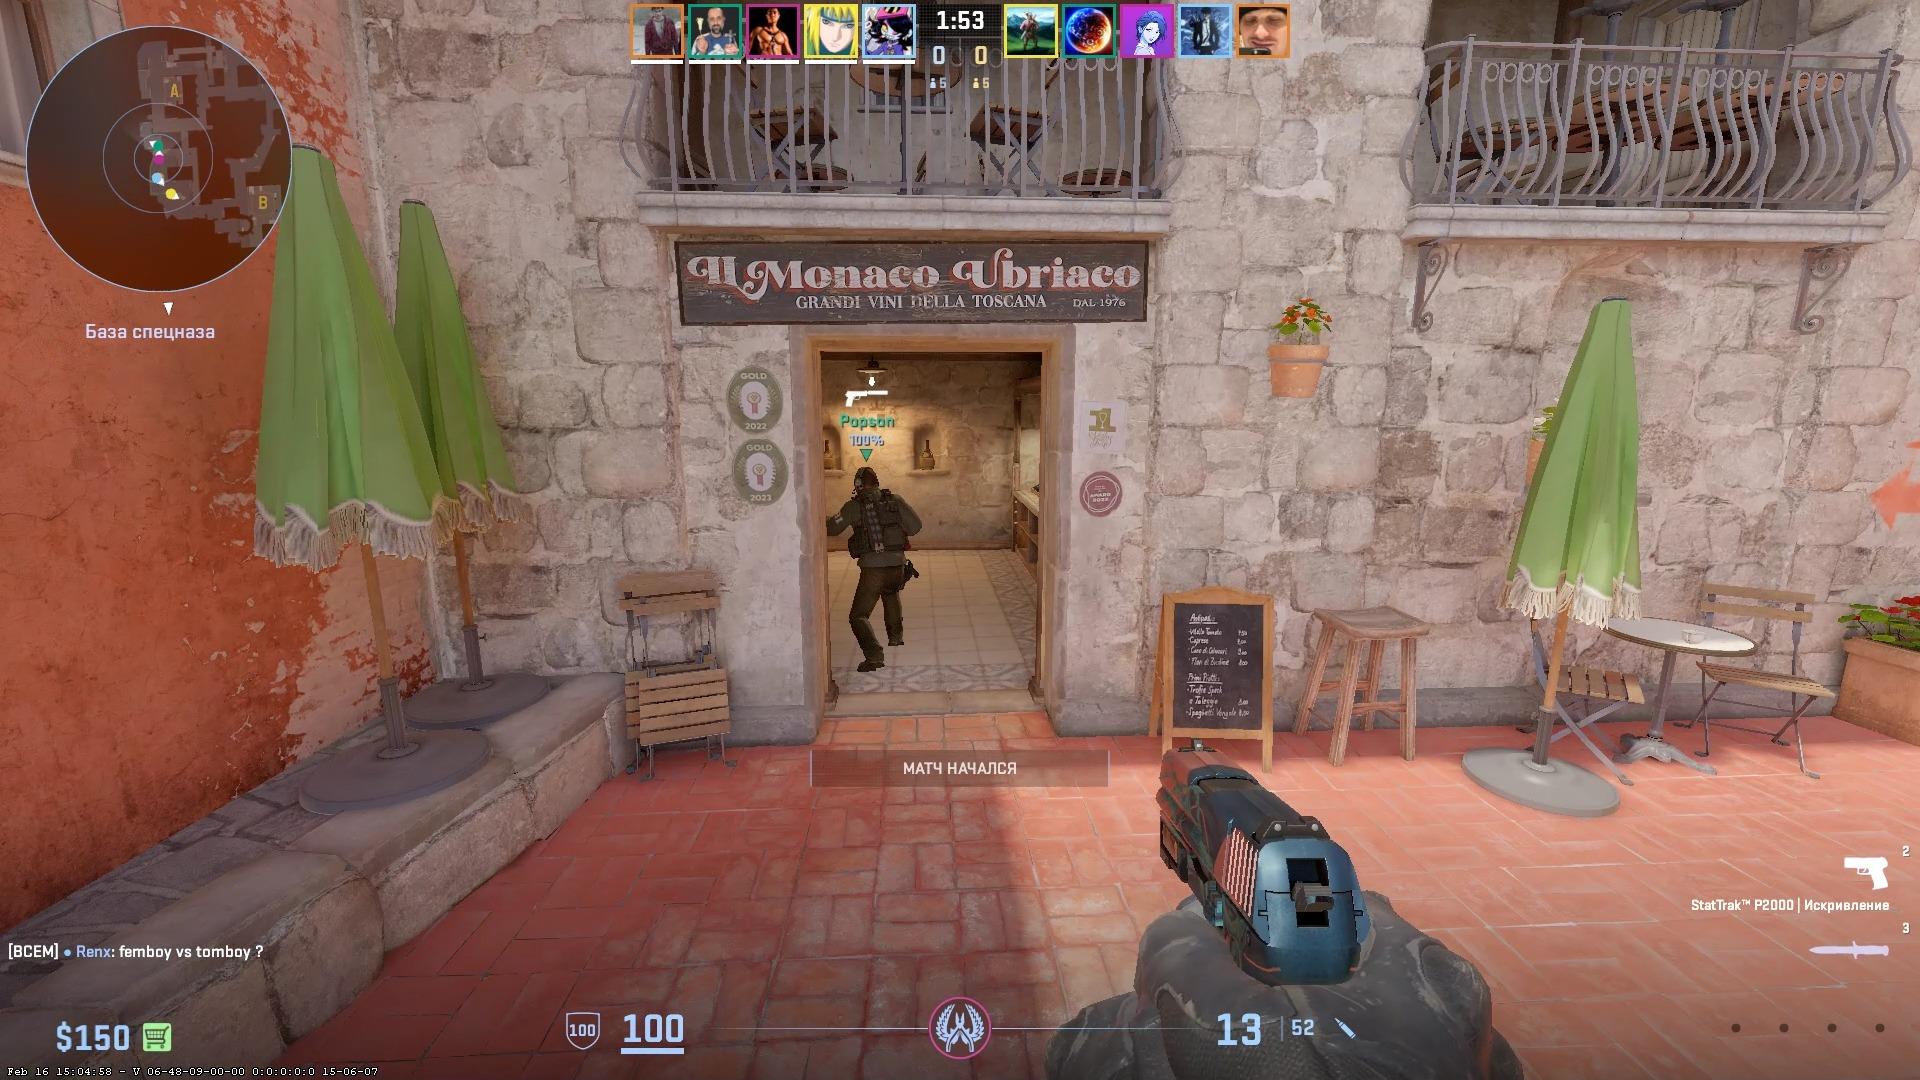 1:53
0 0
5 5
A
B
База спецназа
Il Monaco Ubriaco
GRANDI VINI DELLA TOSCANA DAL 1976
GOLD
2022
GOLD
2023
1
Popson
100%
МАТЧ НАЧАЛСЯ
2
StatTrak™ P2000 | Искривление
3
[ВСЕМ] ● Renx: femboy vs tomboy ?
$150
100 100
13 52
Feb 16 15:04:58 - V 06-48-09-00-00 0:0:0:0:0 15-06-07